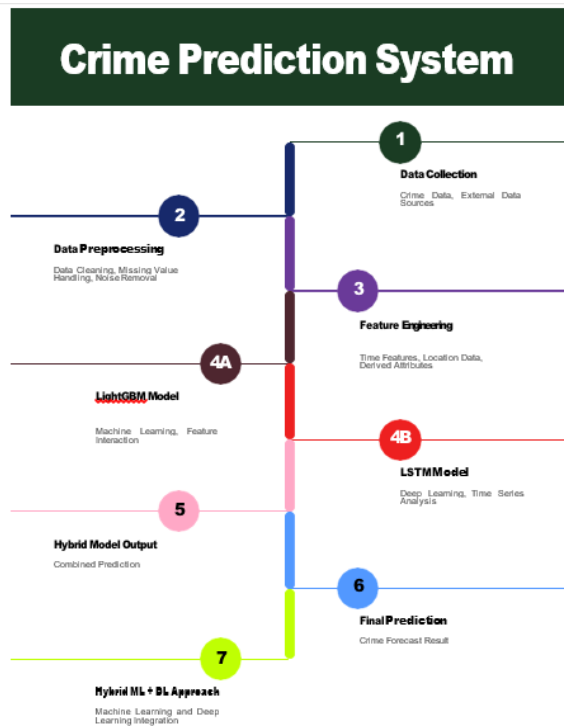 Crime Prediction System
1
Data Collection
Crime Data, External Data
Sources
2
Data Preprocessing
Data Cleaning, Missing Value
Handling, Noise Removal
3
Feature Engineering
Time Features, Location Data,
Derived Attributes
4A
LightGBM Model
Machine Learning, Feature
Interaction
4B
LSTM Model
Deep Learning, Time Series
Analysis
5
Hybrid Model Output
Combined Prediction
6
Final Prediction
Crime Forecast Result
7
Hybrid ML + DL Approach
Machine Learning and Deep
Learning Integration